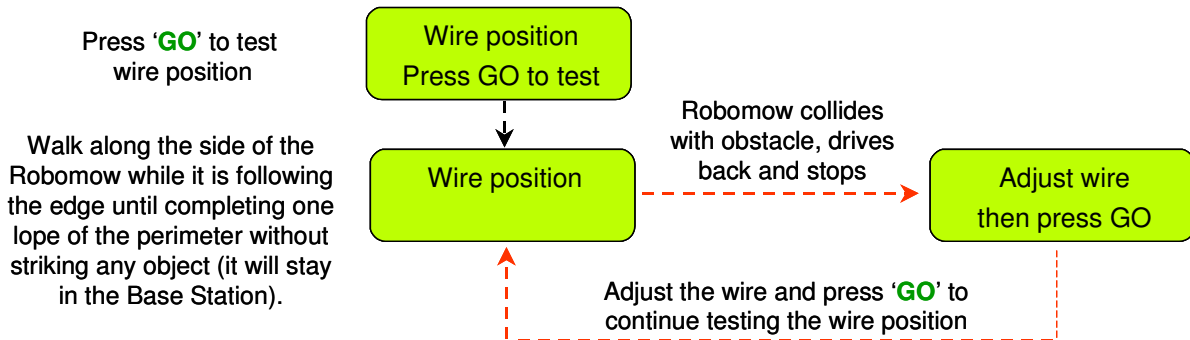 Press ‘GO’ to test
wire position
Wire position
Press GO to test
Walk along the side of the
Robomow while it is following
the edge until completing one
lope of the perimeter without
striking any object (it will stay
in the Base Station).
Wire position
Robomow collides
with obstacle, drives
back and stops
Adjust wire
then press GO
Adjust the wire and press ‘GO’ to
continue testing the wire position